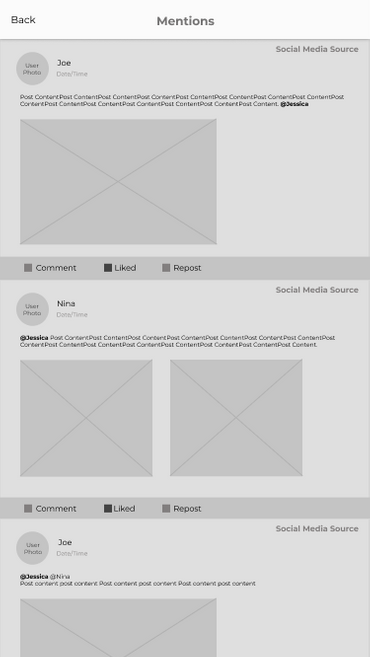 Back
Mentions
Social Media Source
User
Photo
Joe
Date/Time
Post ContentPost ContentPost ContentPost ContentPost ContentPost ContentPost ContentPost ContentPost
ContentPost ContentPost ContentPost ContentPost ContentPost ContentPost Content. @Jessica
Comment
Liked
Repost
Social Media Source
User
Photo
Nina
Date/Time
@Jessica Post ContentPost ContentPost ContentPost ContentPost ContentPost ContentPost ContentPost
ContentPost ContentPost ContentPost ContentPost ContentPost ContentPost ContentPost Content.
Comment
Liked
Repost
Social Media Source
User
Photo
Joe
Date/Time
@Jessica @Nina
Post content post content Post content post content Post content post content